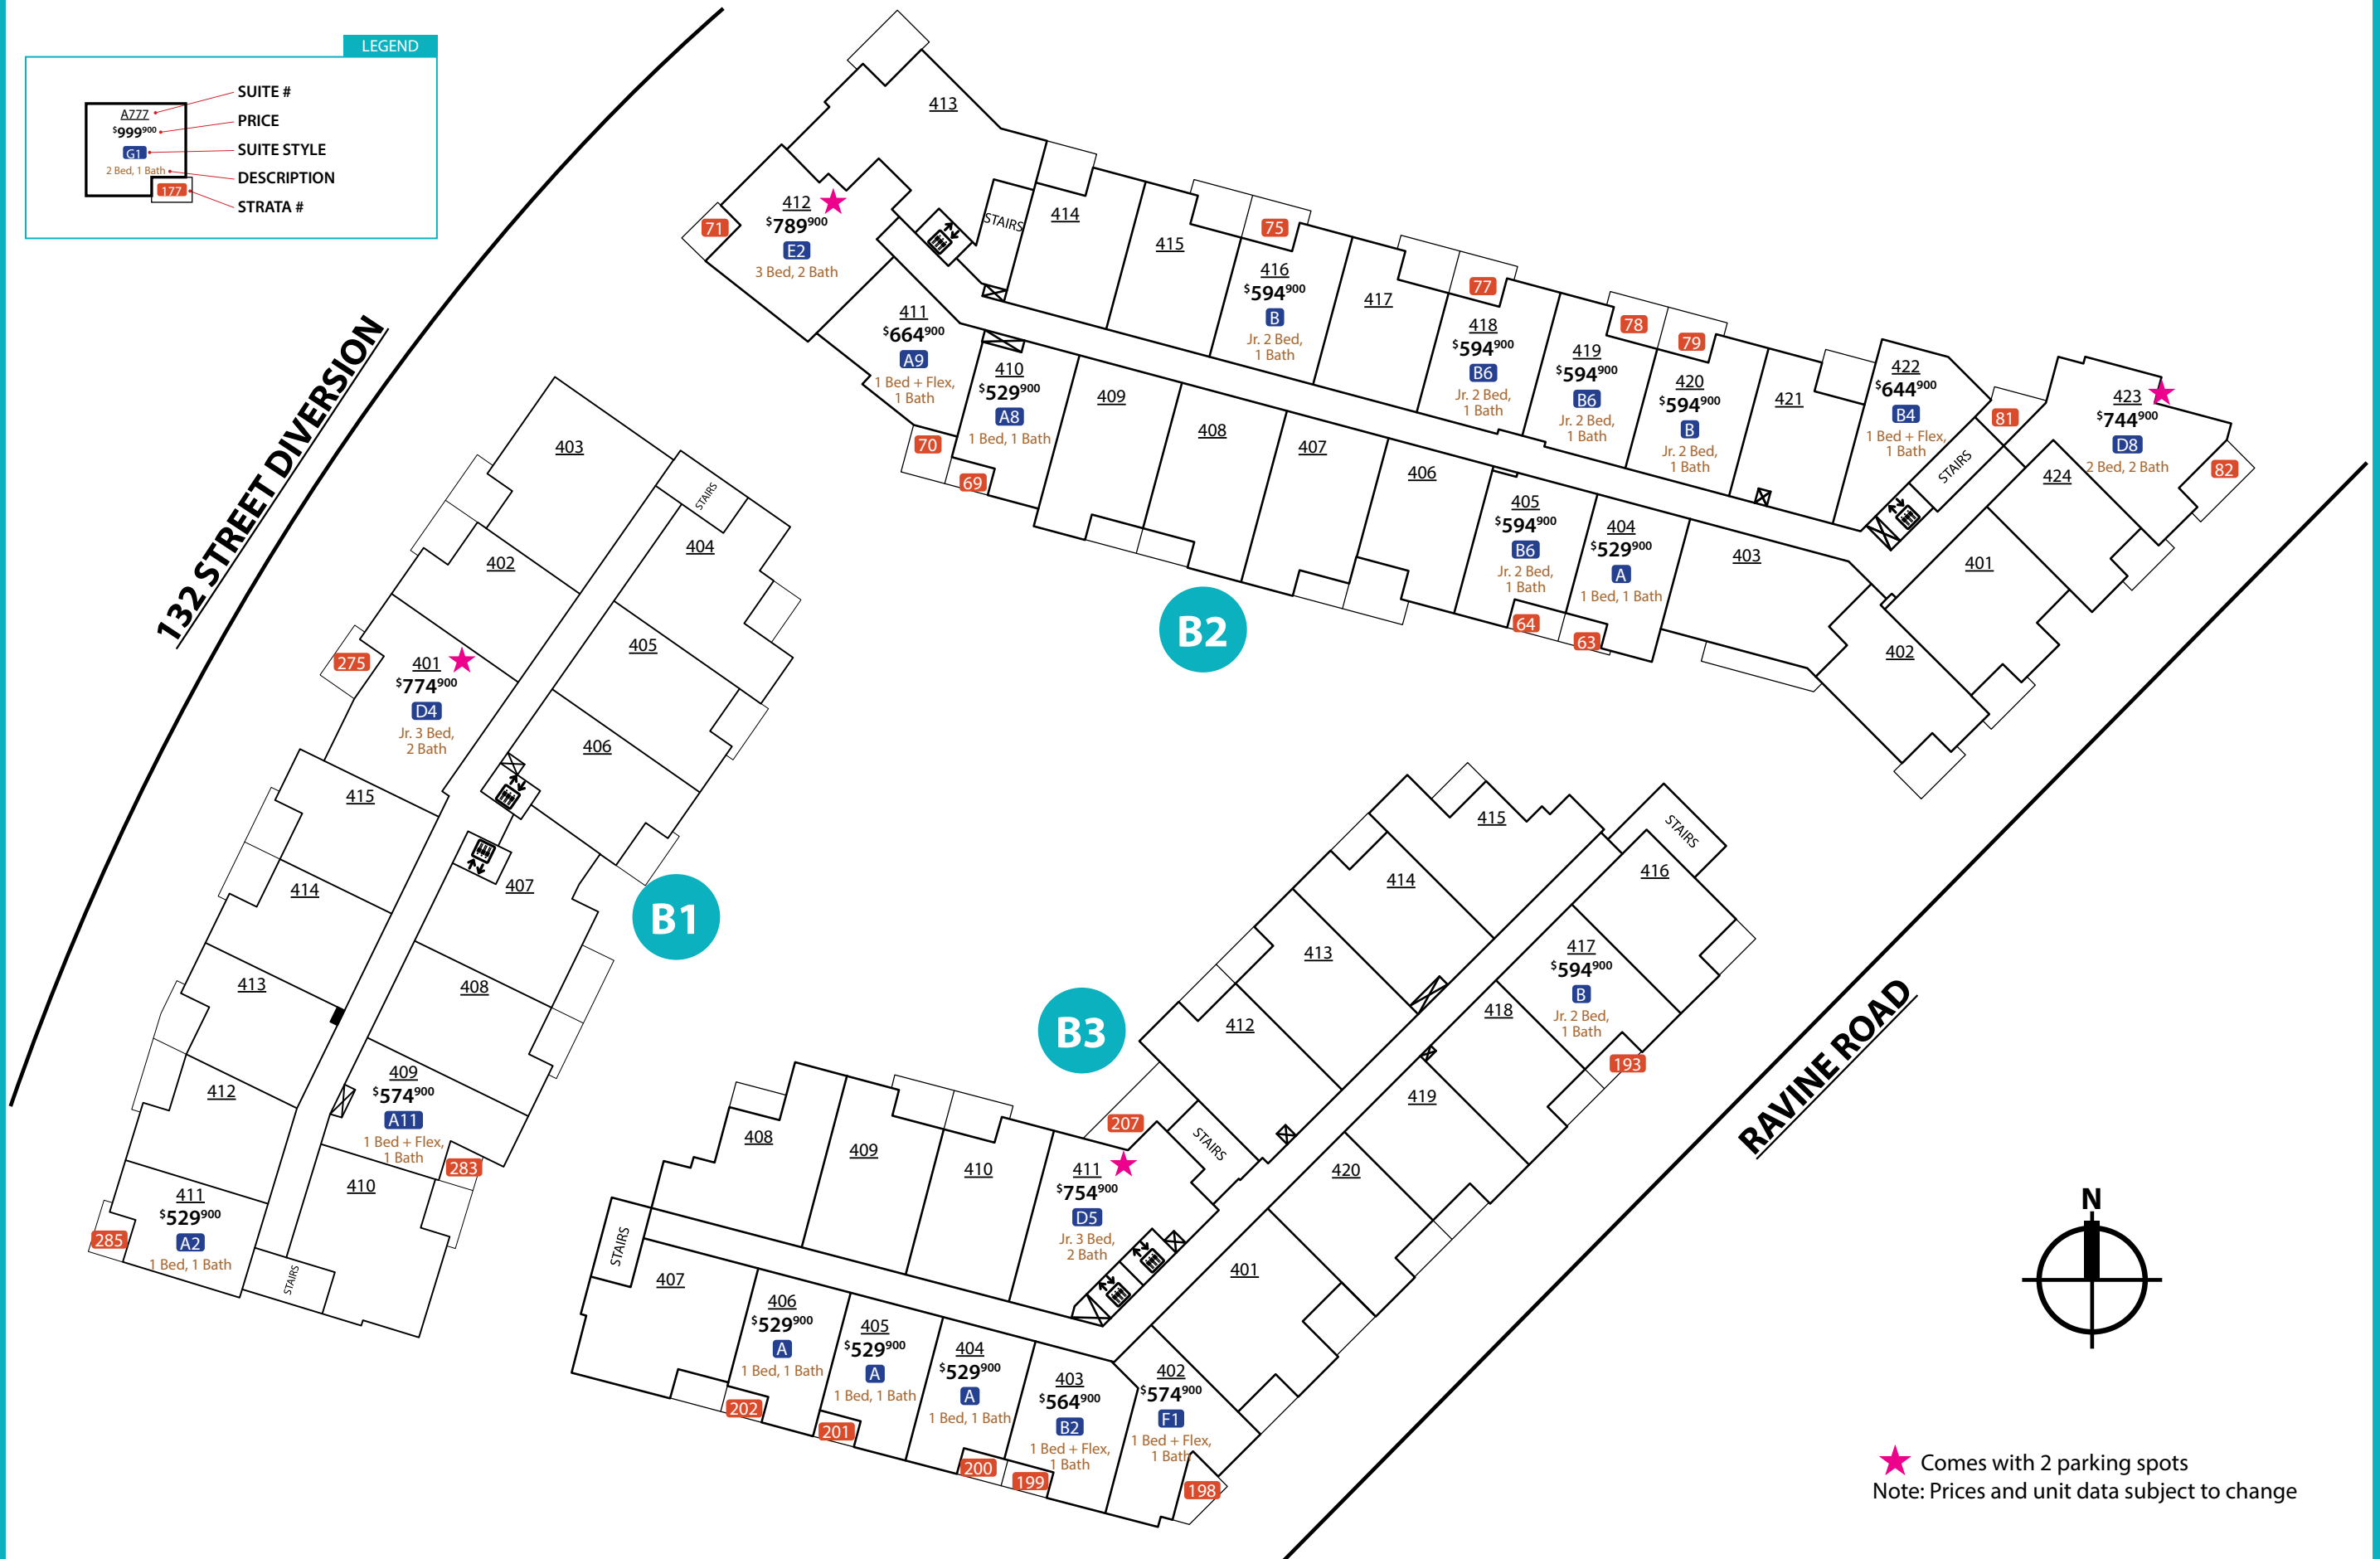 LEGEND
A777
$999900
G1
2 Bed, 1 Bath
177
SUITE #
PRICE
SUITE STYLE
DESCRIPTION
STRATA #
132 STREET DIVERSION
RAVINE ROAD
B2
413
STAIRS
412
$789900
E2
3 Bed, 2 Bath
71
411
$664900
A9
1 Bed + Flex,
1 Bath
70
410
$529900
A8
1 Bed, 1 Bath
69
414
415
416
$594900
B
Jr. 2 Bed,
1 Bath
75
417
418
$594900
B6
Jr. 2 Bed,
1 Bath
77
419
$594900
B6
Jr. 2 Bed,
1 Bath
78
420
$594900
B
Jr. 2 Bed,
1 Bath
79
421
422
$644900
B4
1 Bed + Flex,
1 Bath
81
STAIRS
423
$744900
D8
2 Bed, 2 Bath
82
424
401
402
403
404
$529900
A
1 Bed, 1 Bath
63
405
$594900
B6
Jr. 2 Bed,
1 Bath
64
406
407
408
409
B1
403
STAIRS
404
402
405
401
$774900
D4
Jr. 3 Bed,
2 Bath
275
406
415
407
414
408
413
412
409
$574900
A11
1 Bed + Flex,
1 Bath
283
410
411
$529900
A2
1 Bed, 1 Bath
285
STAIRS
B3
415
STAIRS
416
414
413
417
$594900
B
Jr. 2 Bed,
1 Bath
193
418
412
419
420
401
STAIRS
207
411
$754900
D5
Jr. 3 Bed,
2 Bath
410
409
408
STAIRS
407
406
$529900
A
1 Bed, 1 Bath
202
405
$529900
A
1 Bed, 1 Bath
201
404
$529900
A
1 Bed, 1 Bath
200
403
$564900
B2
1 Bed + Flex,
1 Bath
199
402
$574900
F1
1 Bed + Flex,
1 Bath
198
N
Comes with 2 parking spots
Note: Prices and unit data subject to change